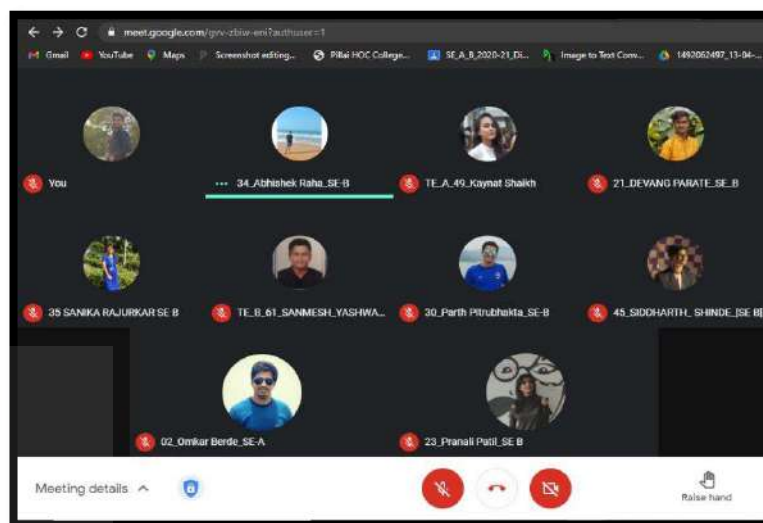 meet.google.com/gvv-zbiw-eni?authuser=1
Gmail YouTube Maps Screenshot editing... Pillai HOC College... SE_A_B_2020-21_Di... Image to Text Conv... 1492062497_13-04-...
You ... 34_Abhishek Raha_SE-B TE_A_49_Kaynat Shaikh 21_DEVANG PARATE_SE_B
35 SANIKA RAJURKAR SE B TE_B_61_SANMESH_YASHWA... 30_Parth Pitrubhakta_SE-B 45_SIDDHARTH_ SHINDE_[SE B]
02_Omkar Berde_SE-A 23_Pranali Patil_SE B
Meeting details
Raise hand